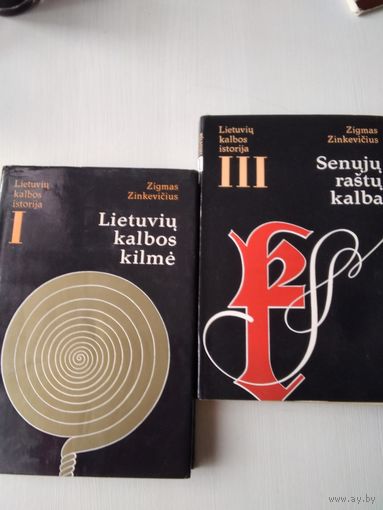 Lietuvių
kalbos
istorija
I
Zigmas
Zinkevičius
Lietuvių
kalbos
kilmė
Lietuvių
kalbos
istorija
III
Zigmas
Zinkevičius
Senųjų
raštų
kalba
www.ay.by